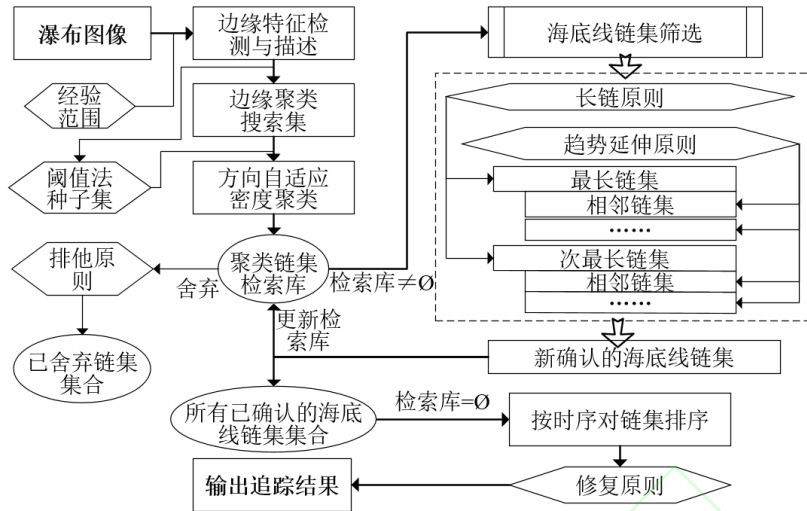 瀑布图像
边缘特征检
测与描述
海底线链集筛选
经验
范围
边缘聚类
搜索集
长链原则
趋势延伸原则
阈值法
种子集
方向自适应
密度聚类
最长链集
相邻链集
……
排他原
则
舍弃
聚类链集
检索库
检索库≠Ø
次最长链集
相邻链集
……
更新检
索库
已舍弃链集
集合
新确认的海底线链集
所有已确认的海底
线链集集合
检索库=Ø
按时序对链集排序
输出追踪结果
修复原则